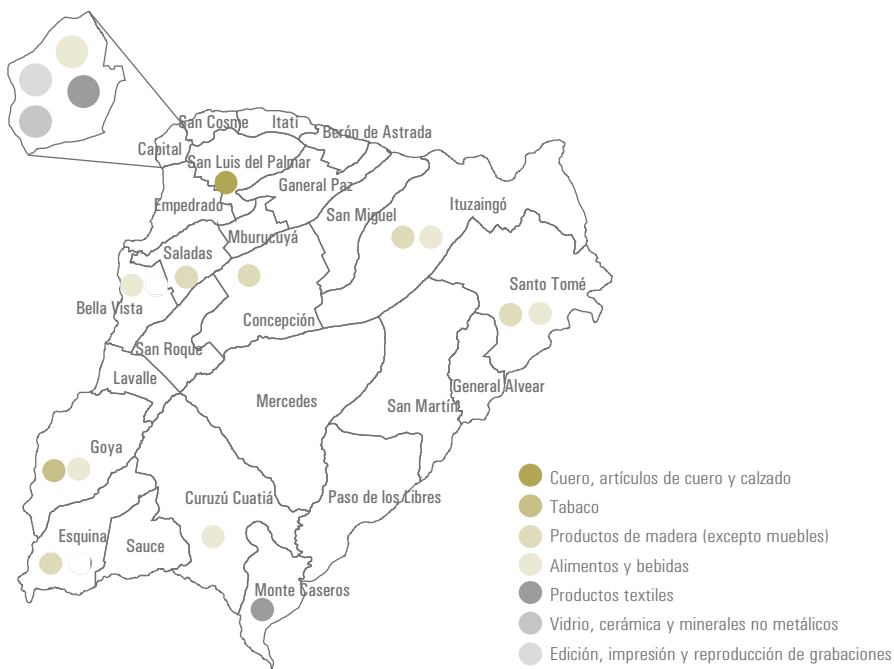 San Cosme
Itatí
Berón de Astrada
Capital
San Luis del Palmar
Ganeral Paz
Empedrado
San Miguel
Ituzaingó
Mburucuyá
Saladas
Santo Tomé
Bella Vista
Concepción
San Roque
Lavalle
General Alvear
Mercedes
San Martín
Goya
Curuzú Cuatiá
Paso de los Libres
Esquina
Sauce
Monte Caseros
Cuero, artículos de cuero y calzado
Tabaco
Productos de madera (excepto muebles)
Alimentos y bebidas
Productos textiles
Vidrio, cerámica y minerales no metálicos
Edición, impresión y reproducción de grabaciones